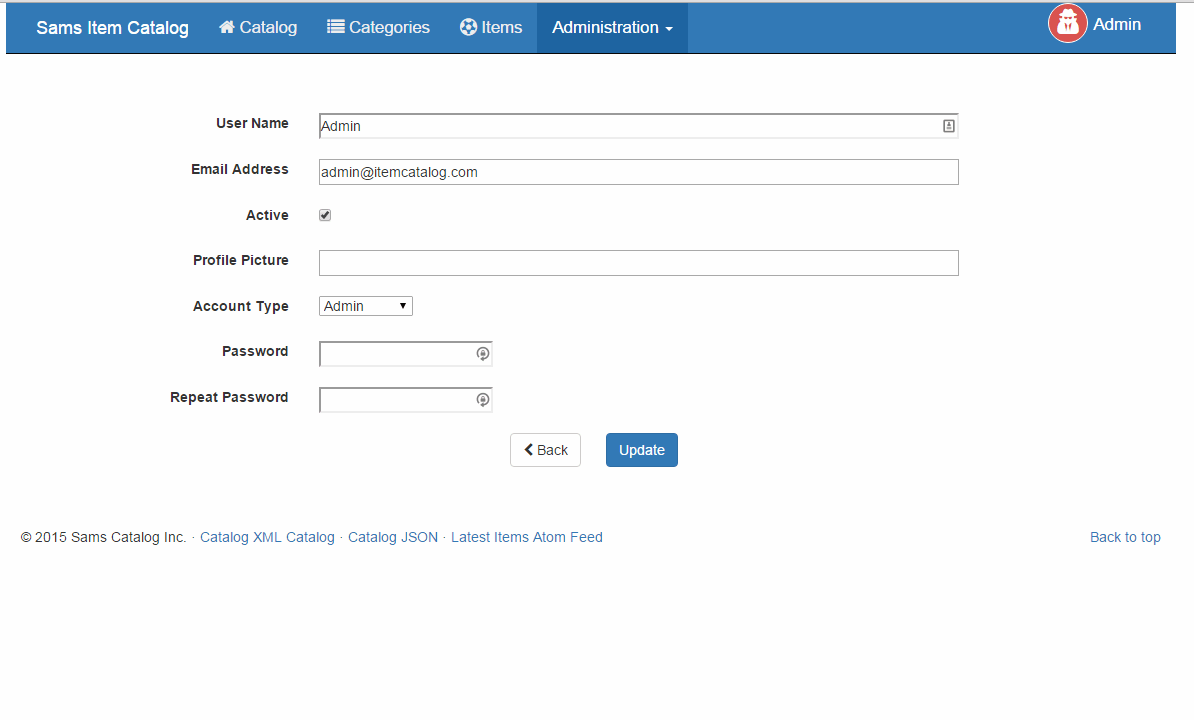 Sams Item Catalog Catalog Categories Items Administration Admin
User Name Admin
Email Address admin@itemcatalog.com
Active
Profile Picture
Account Type Admin
Password
Repeat Password
Back Update
© 2015 Sams Catalog Inc. · Catalog XML Catalog · Catalog JSON · Latest Items Atom Feed Back to top